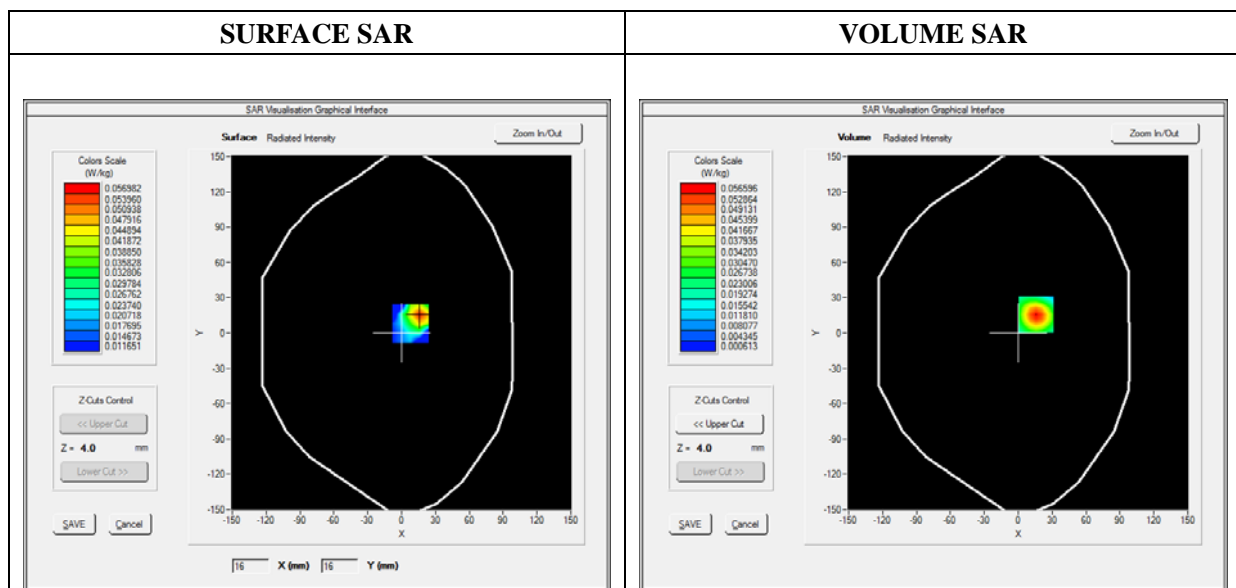 SURFACE SAR
SAR Visualisation Graphical Interface
Surface Radiated Intensity
Zoom In/Out
Colors Scale
(W/kg)
0.056982
0.053960
0.050938
0.047916
0.044894
0.041872
0.038850
0.035828
0.032806
0.029784
0.026762
0.023740
0.020718
0.017695
0.014673
0.011651
Z-Cuts Control
<< Upper Cut
Z = 4.0 mm
Lower Cut >>
SAVE Cancel
150
120
90
60
30
0
-30
-60
-90
-120
-150
Y
-150 -120 -90 -60 -30 0 30 60 90 120 150
X
16 X (mm) 16 Y (mm)
VOLUME SAR
SAR Visualisation Graphical Interface
Volume Radiated Intensity
Zoom In/Out
Colors Scale
(W/kg)
0.056596
0.052864
0.049131
0.045399
0.041667
0.037935
0.034203
0.030470
0.026738
0.023006
0.019274
0.015542
0.011810
0.008077
0.004345
0.000613
Z-Cuts Control
<< Upper Cut
Z = 4.0 mm
Lower Cut >>
SAVE Cancel
150
120
90
60
30
0
-30
-60
-90
-120
-150
Y
-150 -120 -90 -60 -30 0 30 60 90 120 150
X